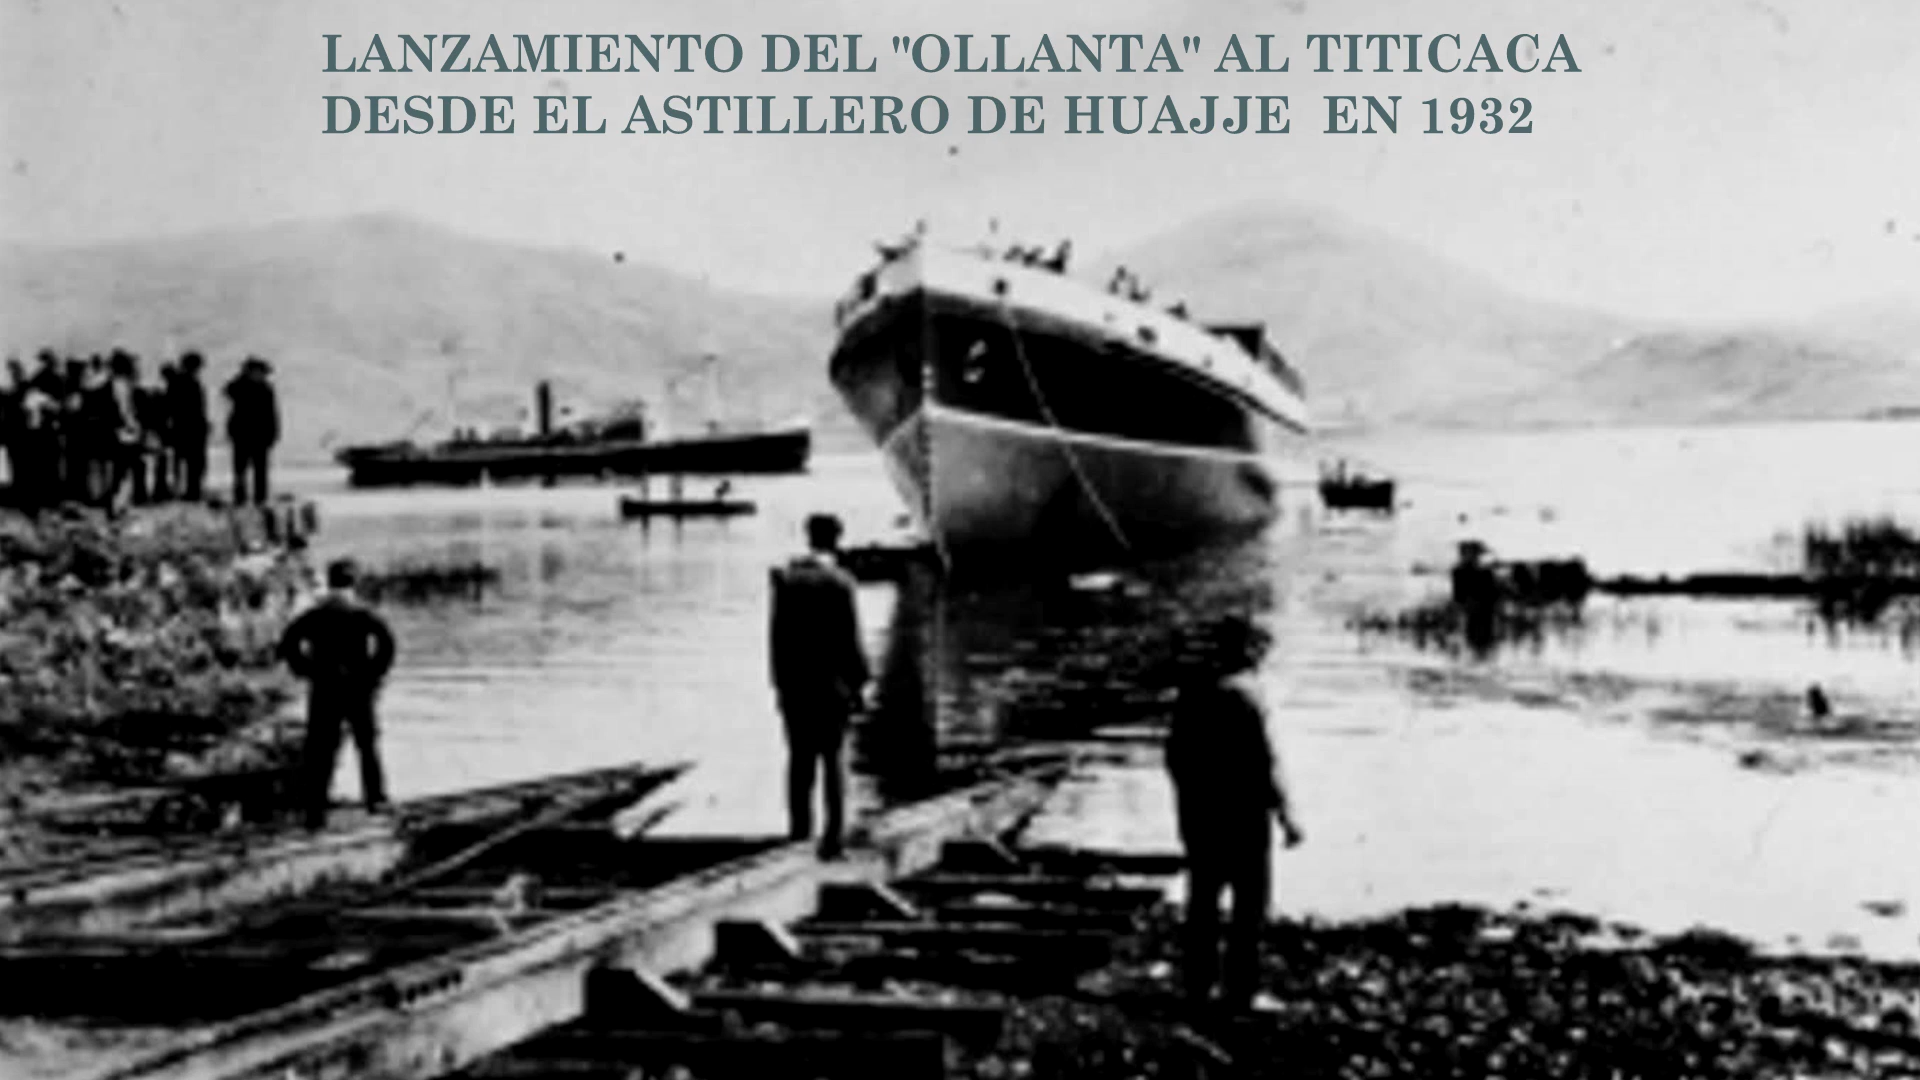 LANZAMIENTO DEL "OLLANTA" AL TITICACA
DESDE EL ASTILLERO DE HUAJJE  EN 1932